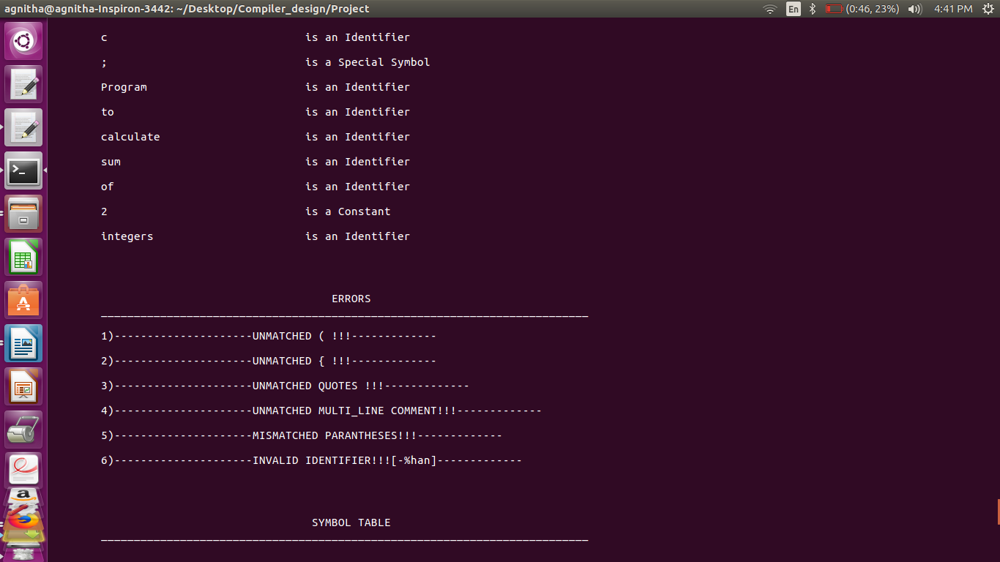 agnitha@agnitha-Inspiron-3442: ~/Desktop/Compiler_design/Project En (0:46, 23%) 4:41 PM
c is an Identifier
; is a Special Symbol
Program is an Identifier
to is an Identifier
calculate is an Identifier
sum is an Identifier
of is an Identifier
2 is a Constant
integers is an Identifier
ERRORS
__________________________________________________________________________
1)---------------------UNMATCHED ( !!!-------------
2)---------------------UNMATCHED { !!!-------------
3)---------------------UNMATCHED QUOTES !!!-------------
4)---------------------UNMATCHED MULTI_LINE COMMENT!!!-------------
5)---------------------MISMATCHED PARANTHESES!!!-------------
6)---------------------INVALID IDENTIFIER!!![-%han]-------------
SYMBOL TABLE
__________________________________________________________________________